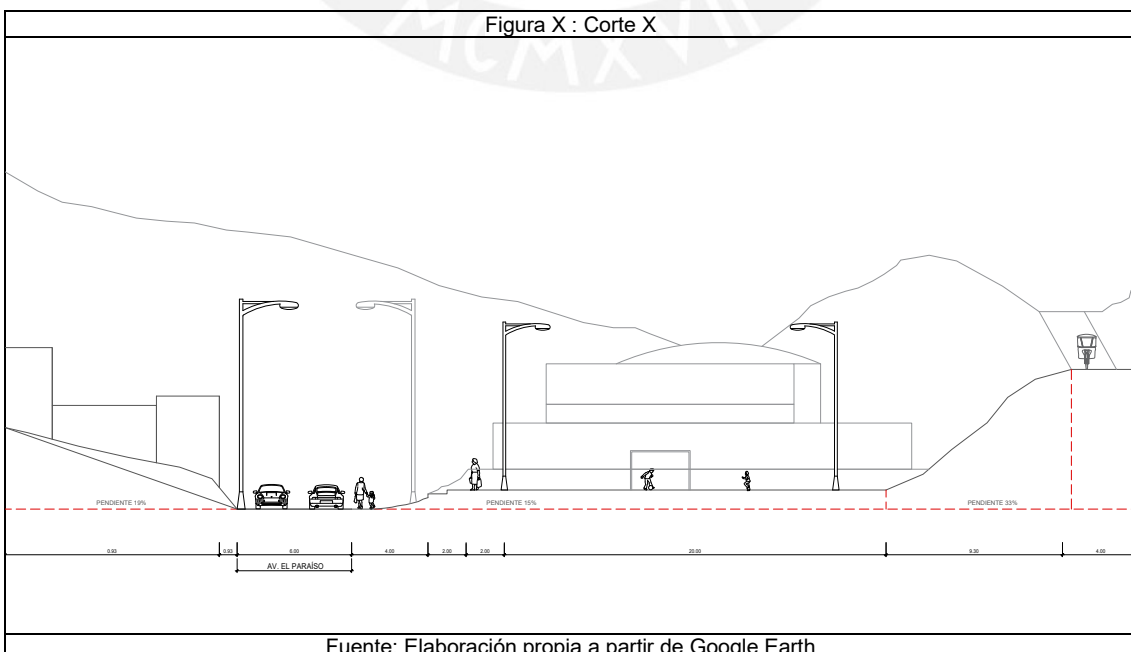 MCMXVII
Figura X : Corte X
PENDIENTE 19% PENDIENTE 15% PENDIENTE 33%
0.93 0.93 6.00 4.00 2.00 2.00 20.00 9.30 4.00
AV. EL PARAÍSO
Fuente: Elaboración propia a partir de Google Earth